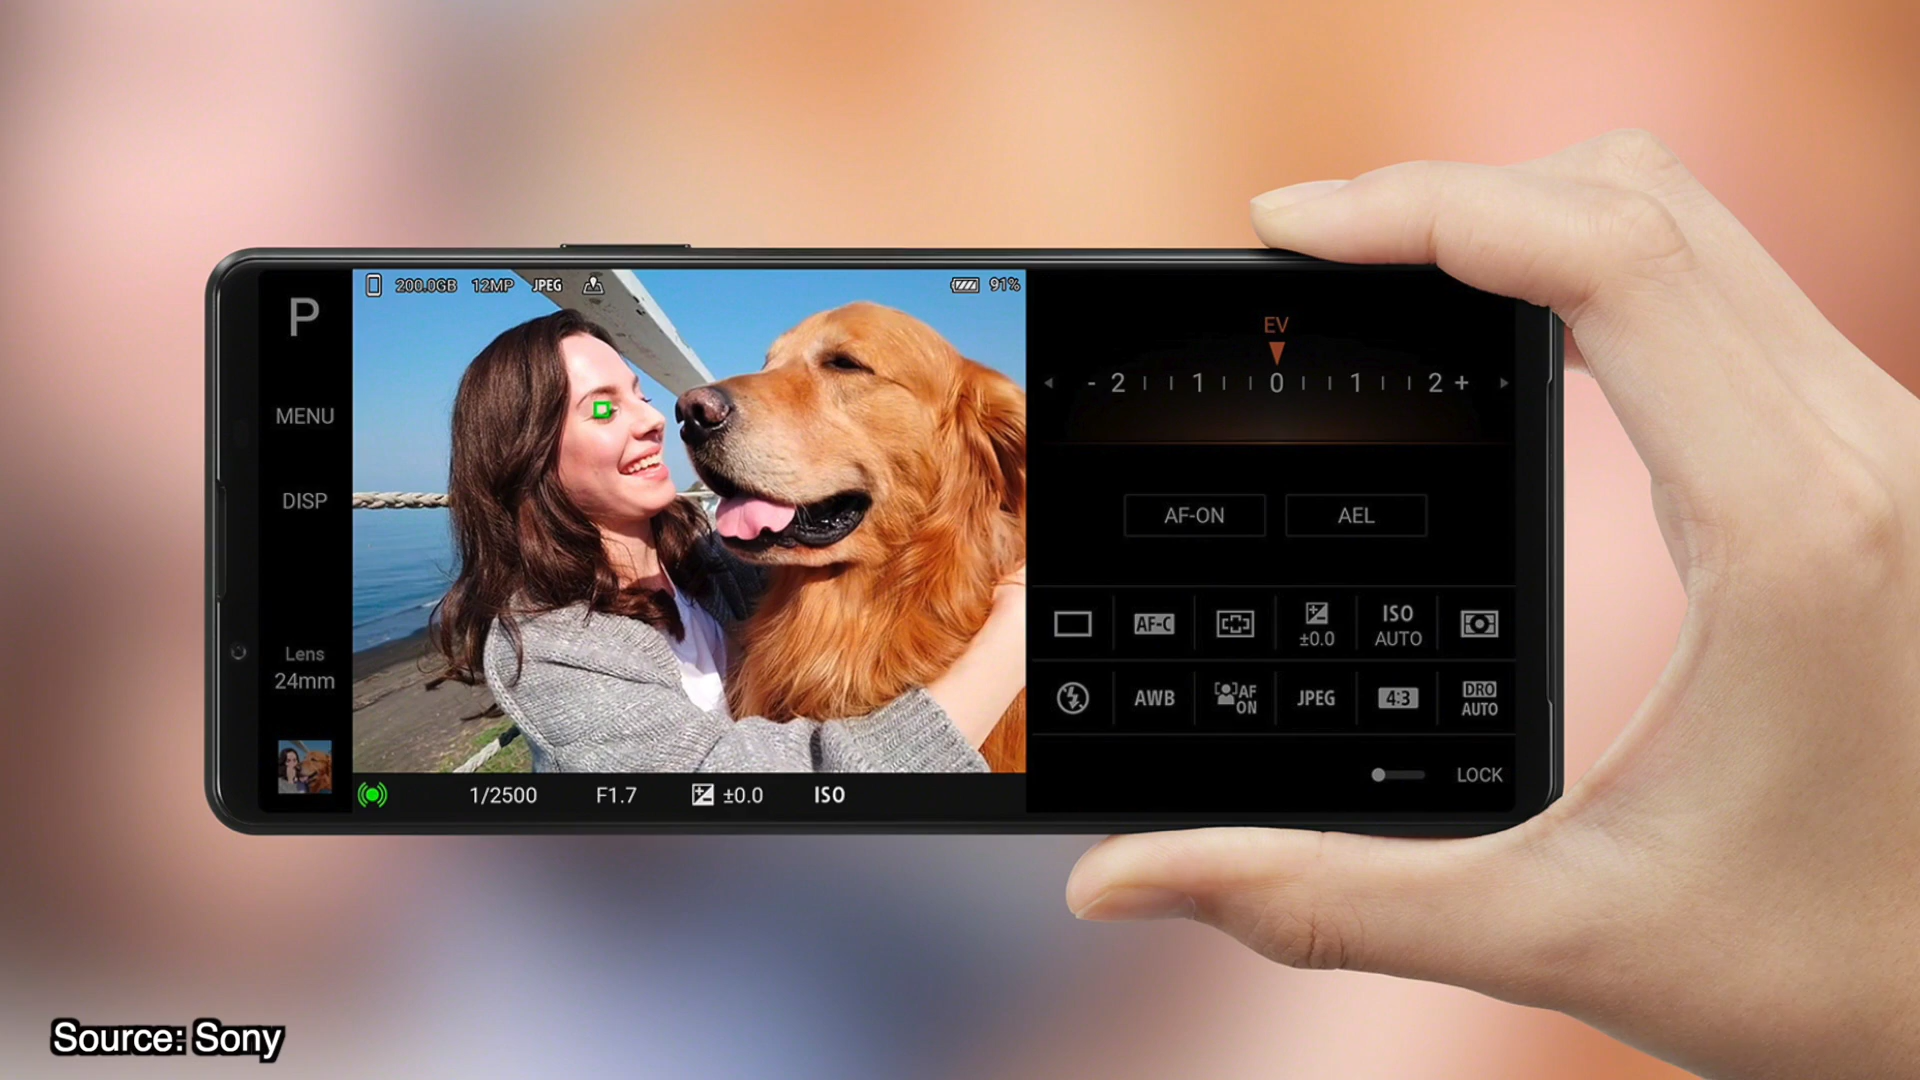 P
MENU
DISP
Lens
24mm
200.0GB 12MP JPEG
91%
1/2500 F1.7 ±0.0 ISO
EV
- 2 1 0 1 2 +
AF-ON AEL
AF-C
±0.0
ISO
AUTO
AWB
AF
ON
JPEG
4:3
DRO
AUTO
LOCK
Source: Sony